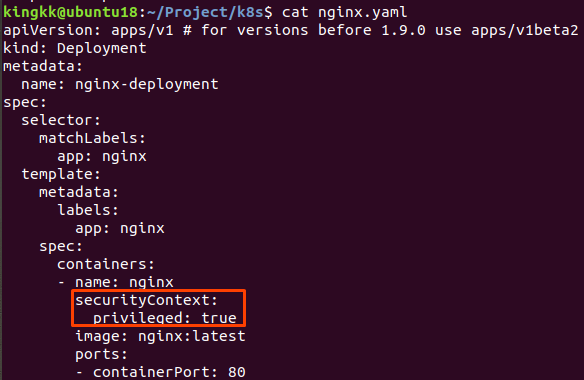 kingkk@ubuntu18:~/Project/k8s$ cat nginx.yaml
apiVersion: apps/v1 # for versions before 1.9.0 use apps/v1beta2
kind: Deployment
metadata:
  name: nginx-deployment
spec:
  selector:
    matchLabels:
      app: nginx
  template:
    metadata:
      labels:
        app: nginx
    spec:
      containers:
      - name: nginx
        securityContext:
          privileged: true
        image: nginx:latest
        ports:
        - containerPort: 80